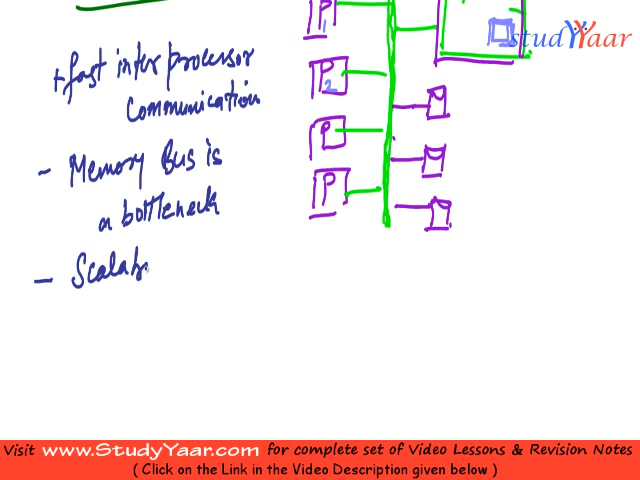 studYYaar
P1
+ fast inter processor
communication
P2
- Memory Bus is
a bottleneck
P
P
- Scalab
Visit www.StudyYaar.com for complete set of Video Lessons & Revision Notes
( Click on the Link in the Video Description given below )